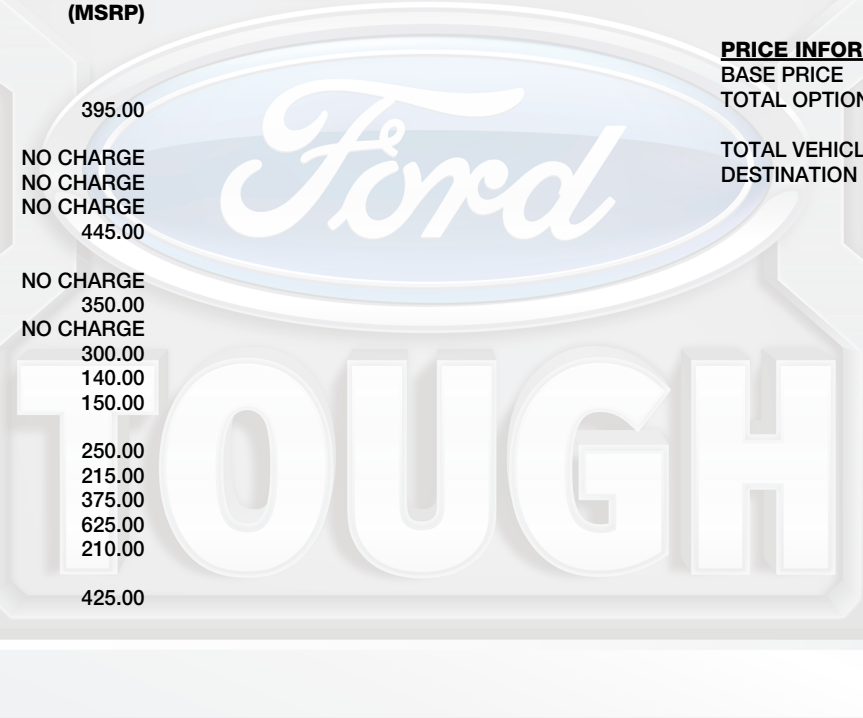 (MSRP)
395.00
NO CHARGE
NO CHARGE
NO CHARGE
445.00
NO CHARGE
350.00
NO CHARGE
300.00
140.00
150.00
250.00
215.00
375.00
625.00
210.00
425.00
PRICE INFOR
BASE PRICE
TOTAL OPTION
TOTAL VEHICL
DESTINATION
Ford
TOUGH